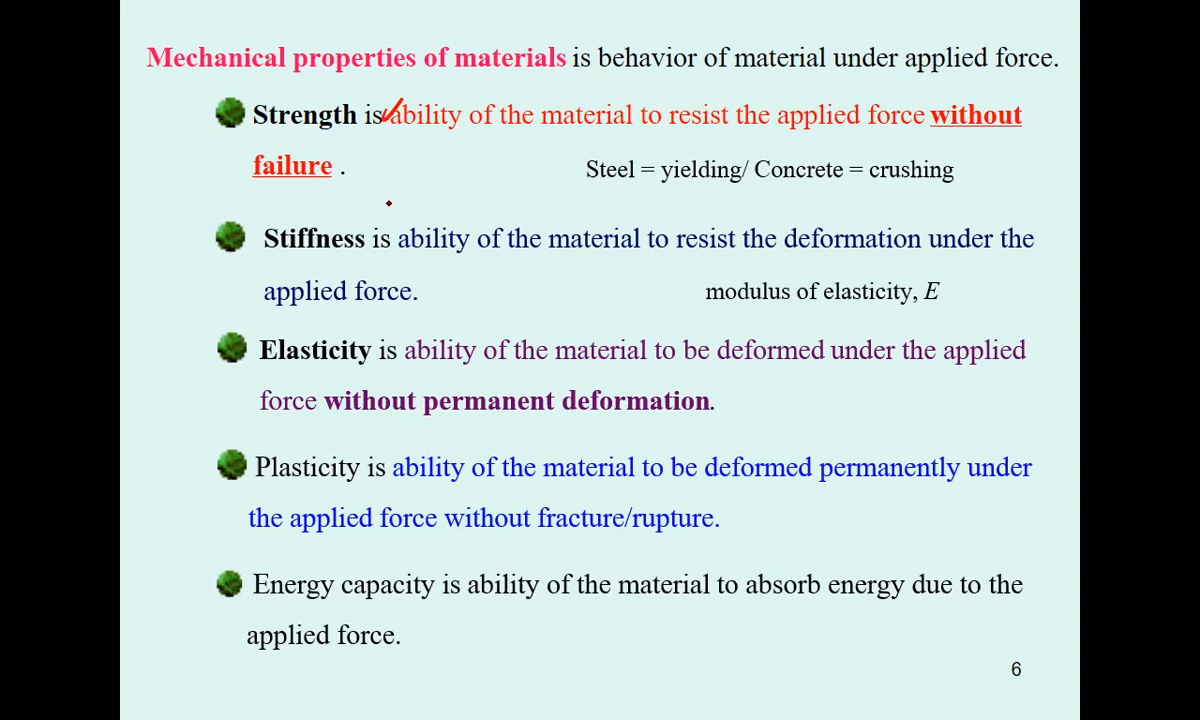 Mechanical properties of materials is behavior of material under applied force.
Strength is ability of the material to resist the applied force without
failure .
Steel = yielding/ Concrete = crushing
Stiffness is ability of the material to resist the deformation under the
applied force.
modulus of elasticity, E
Elasticity is ability of the material to be deformed under the applied
force without permanent deformation.
Plasticity is ability of the material to be deformed permanently under
the applied force without fracture/rupture.
Energy capacity is ability of the material to absorb energy due to the
applied force.
6